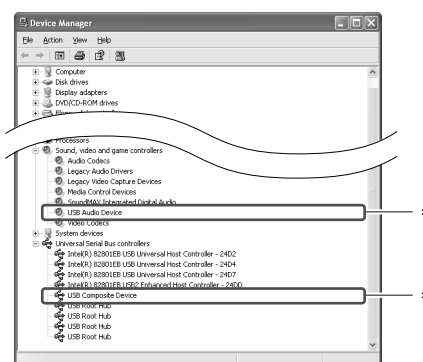 Device Manager
File Action View Help
Computer
Disk drives
Display adapters
DVD/CD-ROM drives
Processors
Sound, video and game controllers
Audio Codecs
Legacy Audio Drivers
Legacy Video Capture Devices
Media Control Devices
SoundMAX Integrated Digital Audio
USB Audio Device
Video Codecs
System devices
Universal Serial Bus controllers
Intel(R) 82801EB USB Universal Host Controller - 24D2
Intel(R) 82801EB USB Universal Host Controller - 24D4
Intel(R) 82801EB USB Universal Host Controller - 24D7
Intel(R) 82801EB USB2 Enhanced Host Controller - 24DD
USB Composite Device
USB Root Hub
USB Root Hub
USB Root Hub
USB Root Hub